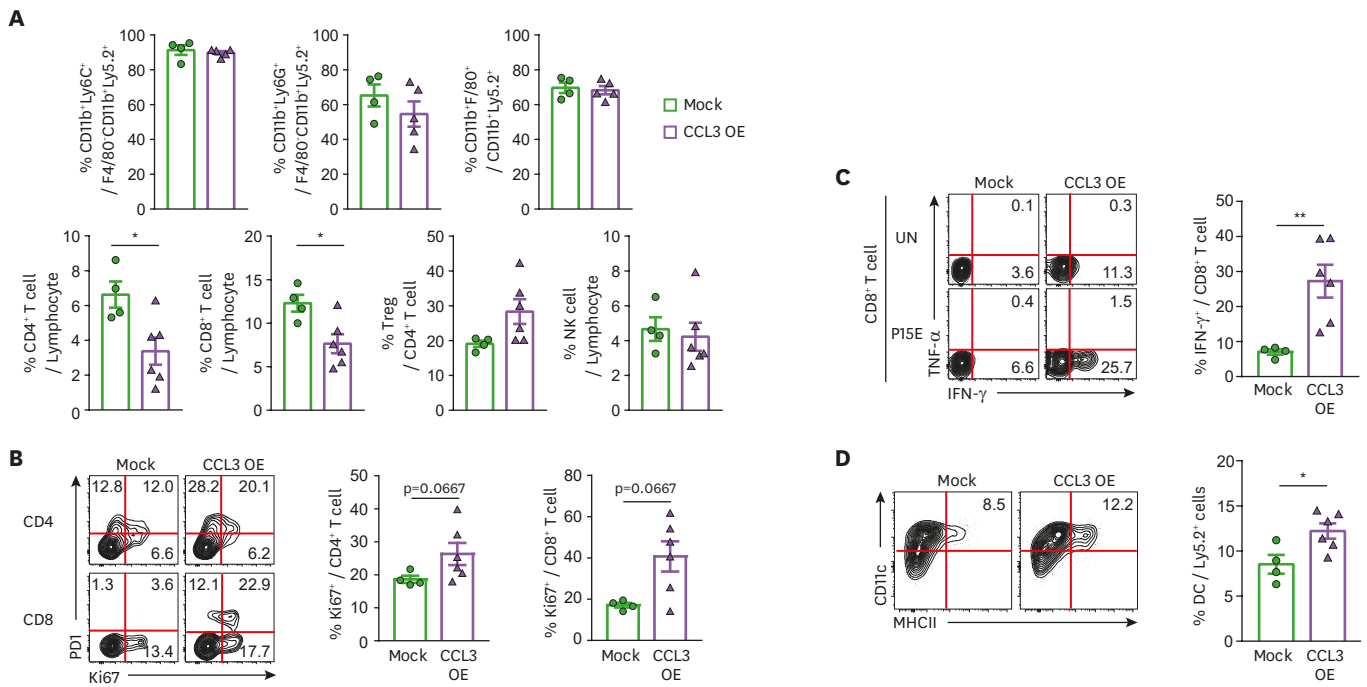 A
% CD11b⁺Ly6C⁺
/ F4/80⁻CD11b⁺Ly5.2⁺
100
80
60
40
20
0
% CD11b⁺Ly6G⁺
/ F4/80⁻CD11b⁺Ly5.2⁺
100
80
60
40
20
0
% CD11b⁺F/80⁺
/ CD11b⁺Ly5.2⁺
100
80
60
40
20
0
Mock
CCL3 OE
% CD4⁺ T cell
/ Lymphocyte
10
8
6
4
2
0
*
% CD8⁺ T cell
/ Lymphocyte
20
15
10
5
0
*
% Treg
/ CD4⁺ T cell
50
40
30
20
10
0
% NK cell
/ Lymphocyte
10
8
6
4
2
0
B
Mock CCL3 OE
CD4
12.8 12.0 28.2 20.1
6.6 6.2
CD8
1.3 3.6 12.1 22.9
13.4 17.7
PD1
Ki67
% Ki67⁺ / CD4⁺ T cell
50
40
30
20
10
0
p=0.0667
Mock CCL3
OE
% Ki67⁺ / CD8⁺ T cell
80
60
40
20
0
p=0.0667
Mock CCL3
OE
C
Mock CCL3 OE
CD8⁺ T cell
UN
0.1 0.3
3.6 11.3
P15E
0.4 1.5
6.6 25.7
TNF-α
IFN-γ
% IFN-γ⁺ / CD8⁺ T cell
50
40
30
20
10
0
**
Mock CCL3
OE
D
Mock CCL3 OE
8.5 12.2
CD11c
MHCII
% DC / Ly5.2⁺ cells
25
20
15
10
5
0
*
Mock CCL3
OE